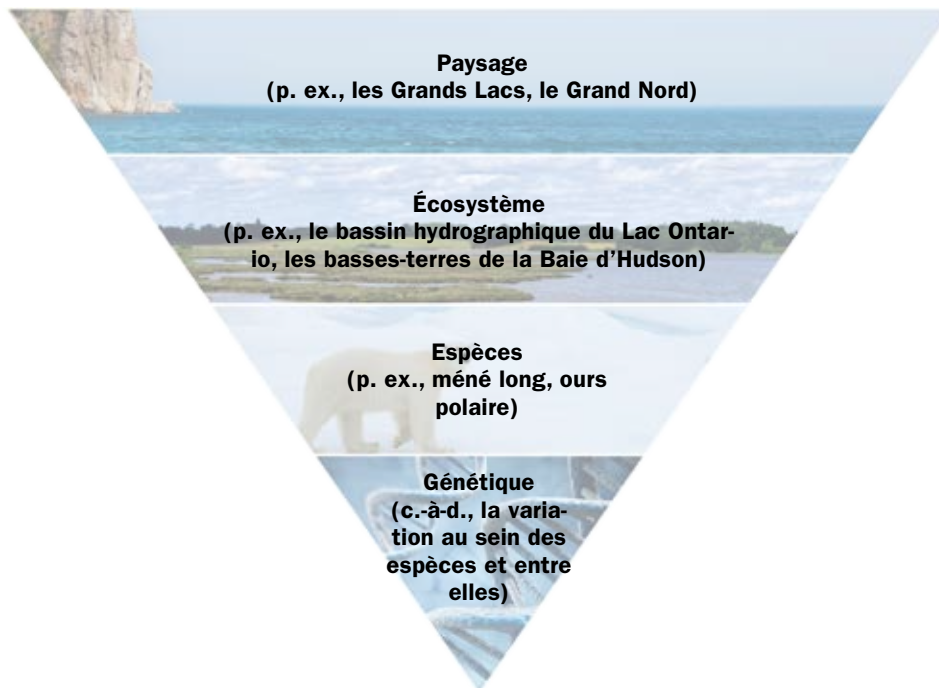 Paysage
(p. ex., les Grands Lacs, le Grand Nord)
Écosystème
(p. ex., le bassin hydrographique du Lac Ontar-
io, les basses-terres de la Baie d’Hudson)
Espèces
(p. ex., méné long, ours
polaire)
Génétique
(c.-à-d., la varia-
tion au sein des
espèces et entre
elles)